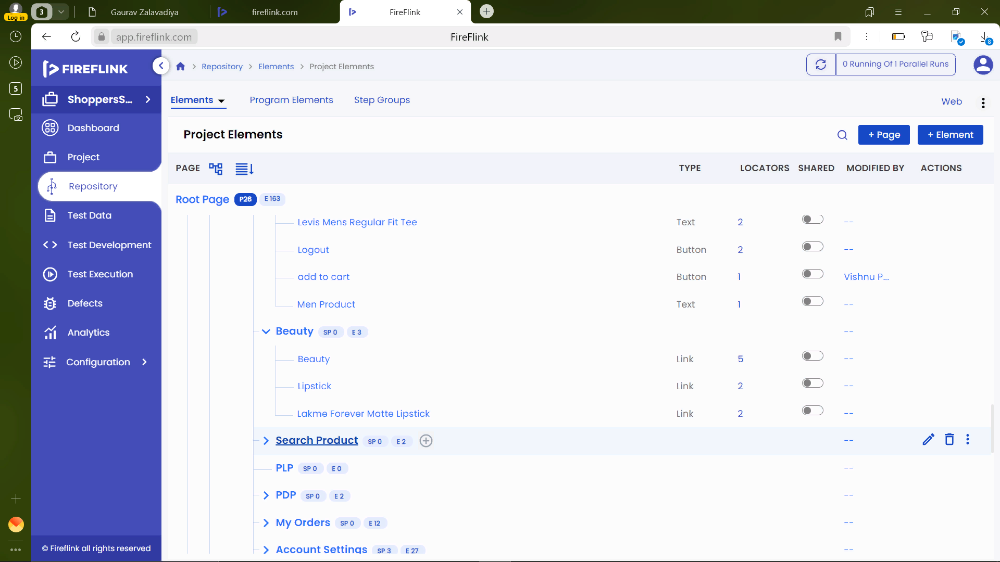 Log in
3
Gaurav Zalavadiya
fireflink.com
FireFlink
app.fireflink.com
FireFlink
8
5
FIREFLINK
Repository
Elements
Project Elements
0 Running Of 1 Parallel Runs
ShoppersS...
Elements
Program Elements
Step Groups
Web
Dashboard
Project Elements
+ Page
+ Element
Project
PAGE
TYPE
LOCATORS
SHARED
MODIFIED BY
ACTIONS
Repository
Root Page P26 E 163
Test Data
Levis Mens Regular Fit Tee Text 2 --
Test Development
Logout Button 2 --
Test Execution
add to cart Button 1 Vishnu P...
Defects
Men Product Text 1 --
Analytics
Beauty SP 0 E 3 --
Configuration
Beauty Link 5 --
Lipstick Link 2 --
Lakme Forever Matte Lipstick Link 2 --
Search Product SP 0 E 2 --
PLP SP 0 E 0 --
PDP SP 0 E 2 --
My Orders SP 0 E 12 --
Account Settings SP 3 E 27 --
© Fireflink all rights reserved